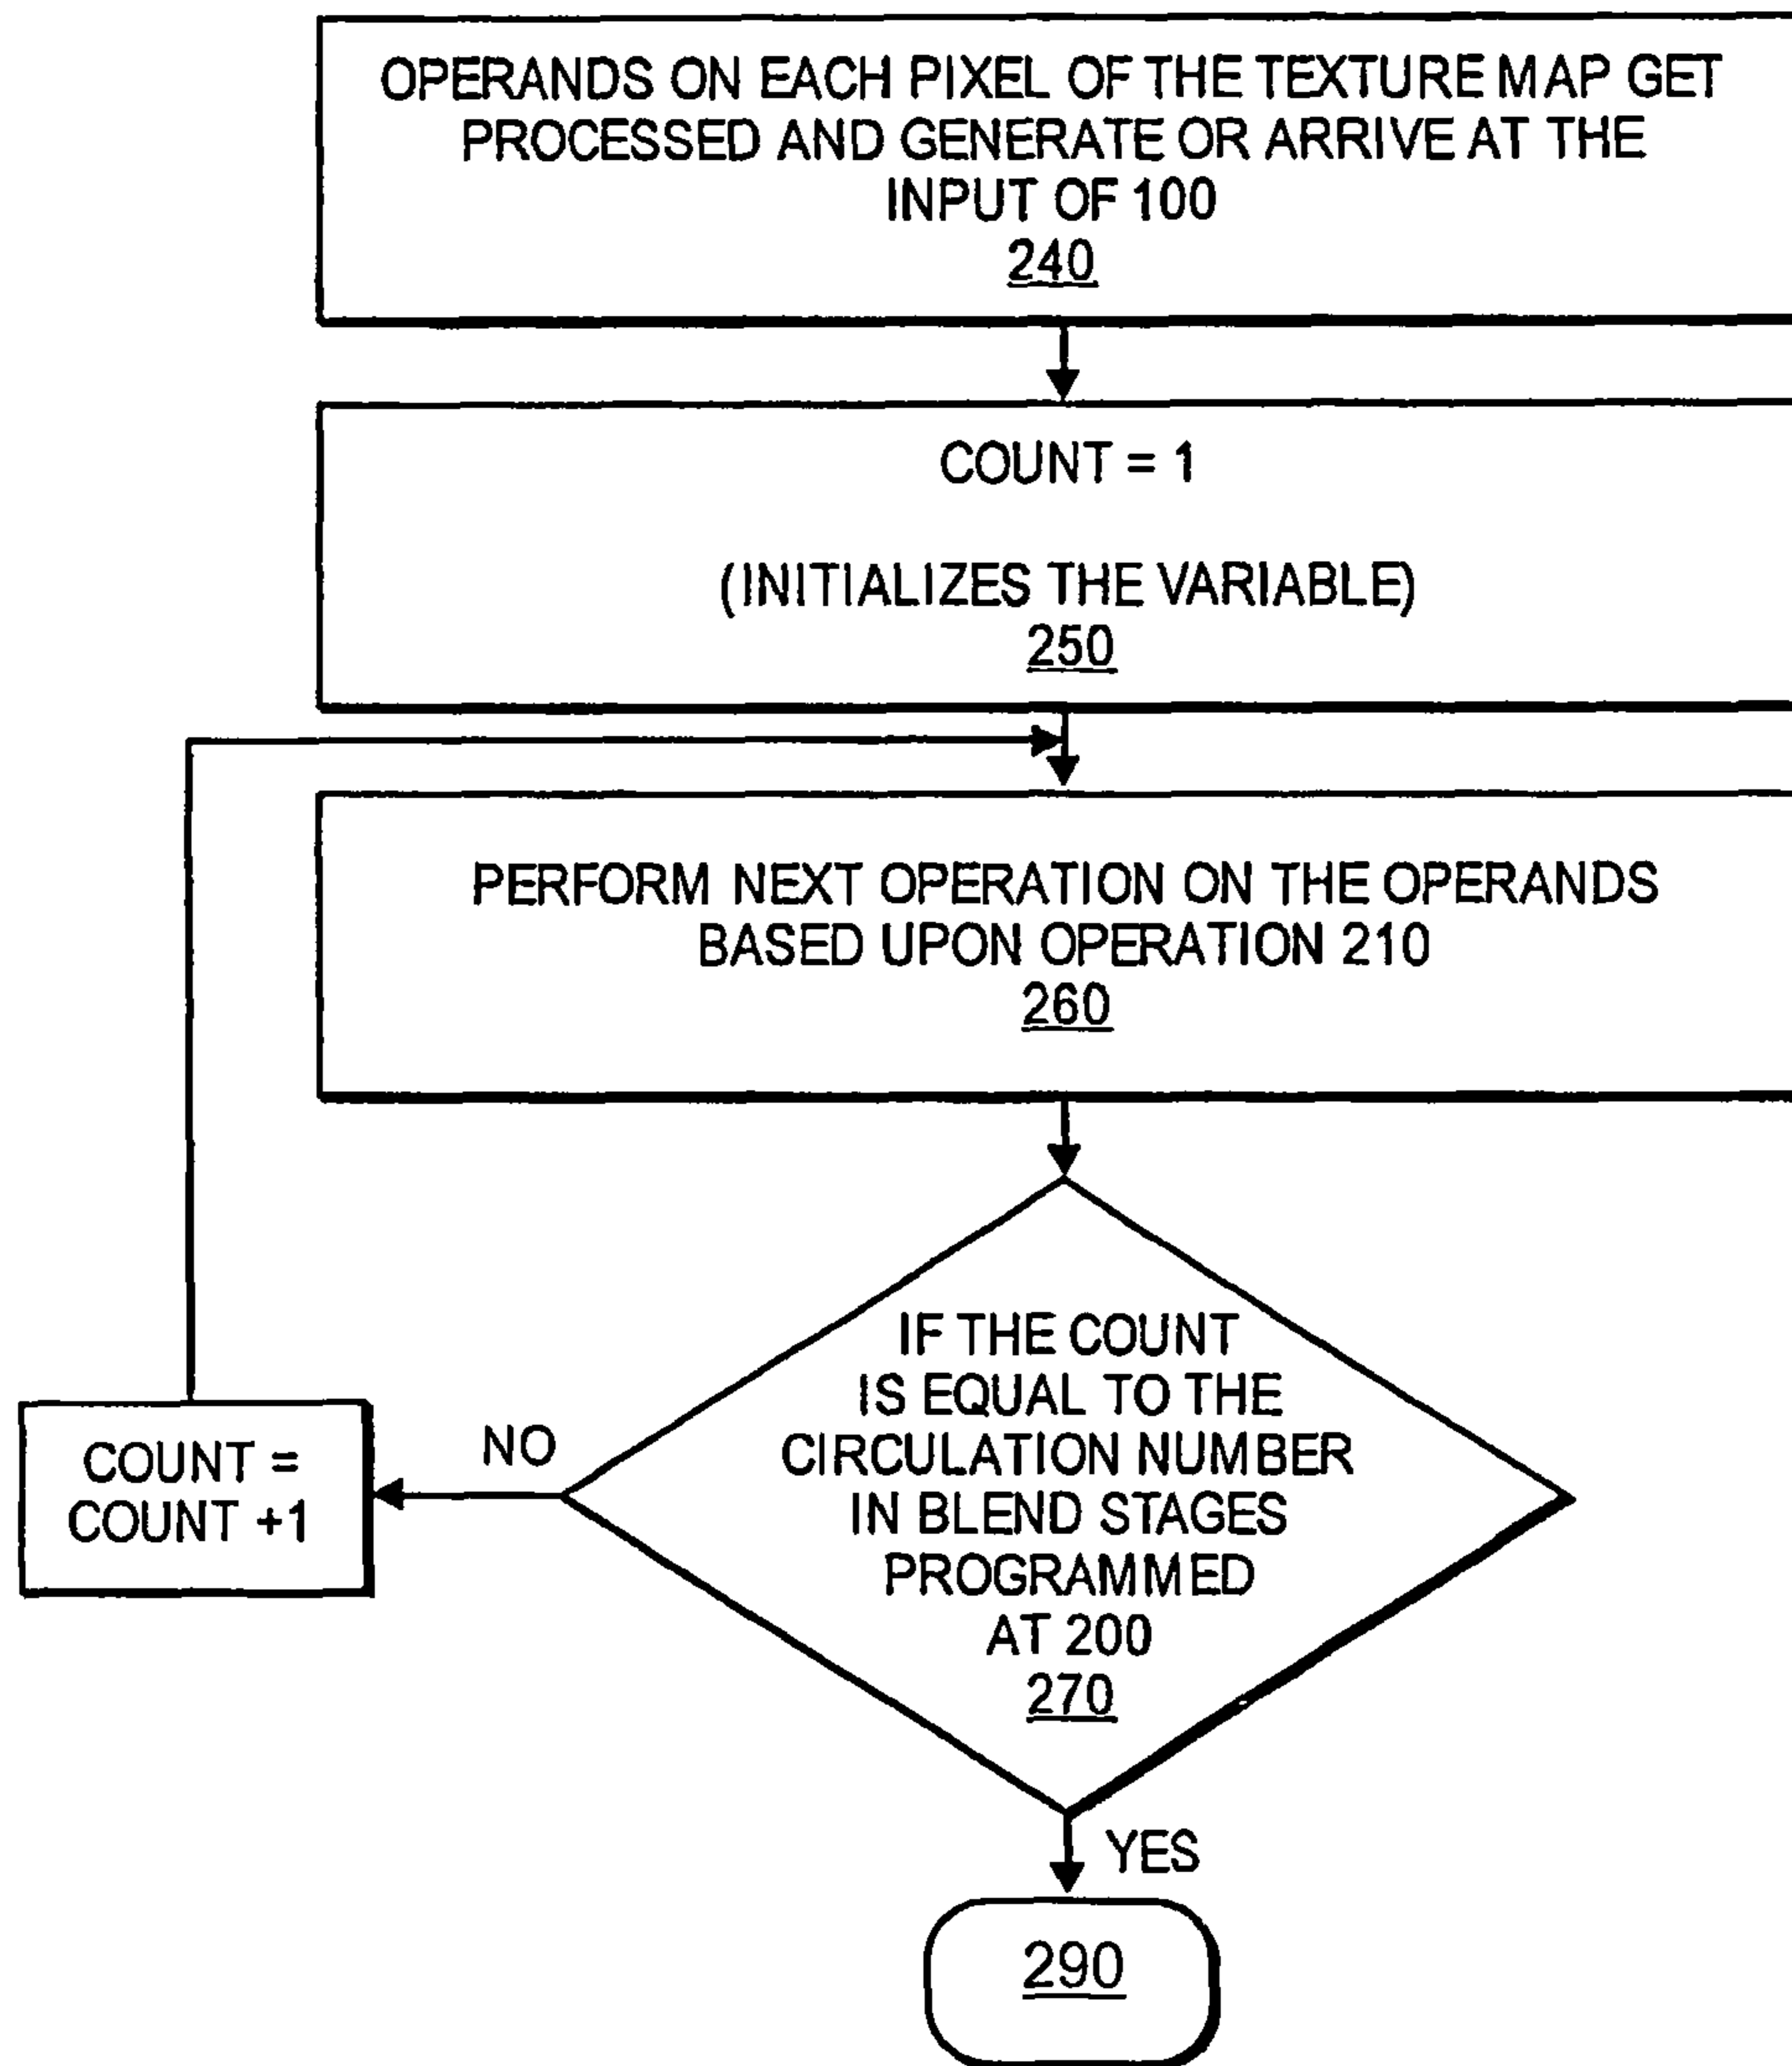 OPERANDS ON EACH PIXEL OF THE TEXTURE MAP GET
PROCESSED AND GENERATE OR ARRIVE AT THE
INPUT OF 100
240
COUNT = 1
(INITIALIZES THE VARIABLE)
250
PERFORM NEXT OPERATION ON THE OPERANDS
BASED UPON OPERATION 210
260
IF THE COUNT
IS EQUAL TO THE
CIRCULATION NUMBER
IN BLEND STAGES
PROGRAMMED
AT 200
270
NO
COUNT =
COUNT +1
YES
290